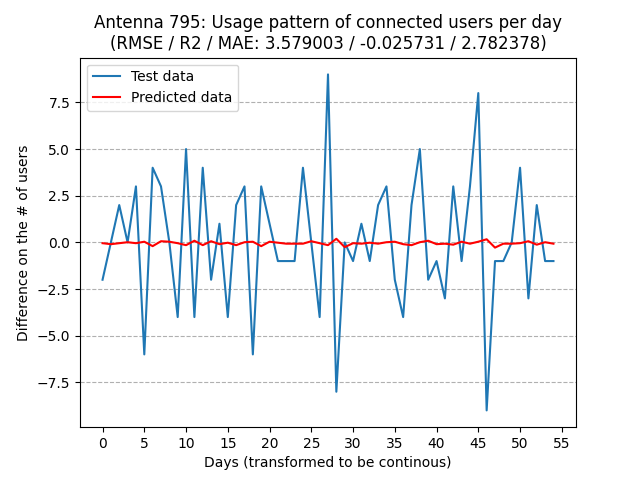 Antenna 795: Usage pattern of connected users per day
(RMSE / R2 / MAE: 3.579003 / -0.025731 / 2.782378)
Test data
Predicted data
Difference on the # of users
7.5
5.0
2.5
0.0
−2.5
−5.0
−7.5
0 5 10 15 20 25 30 35 40 45 50 55
Days (transformed to be continous)